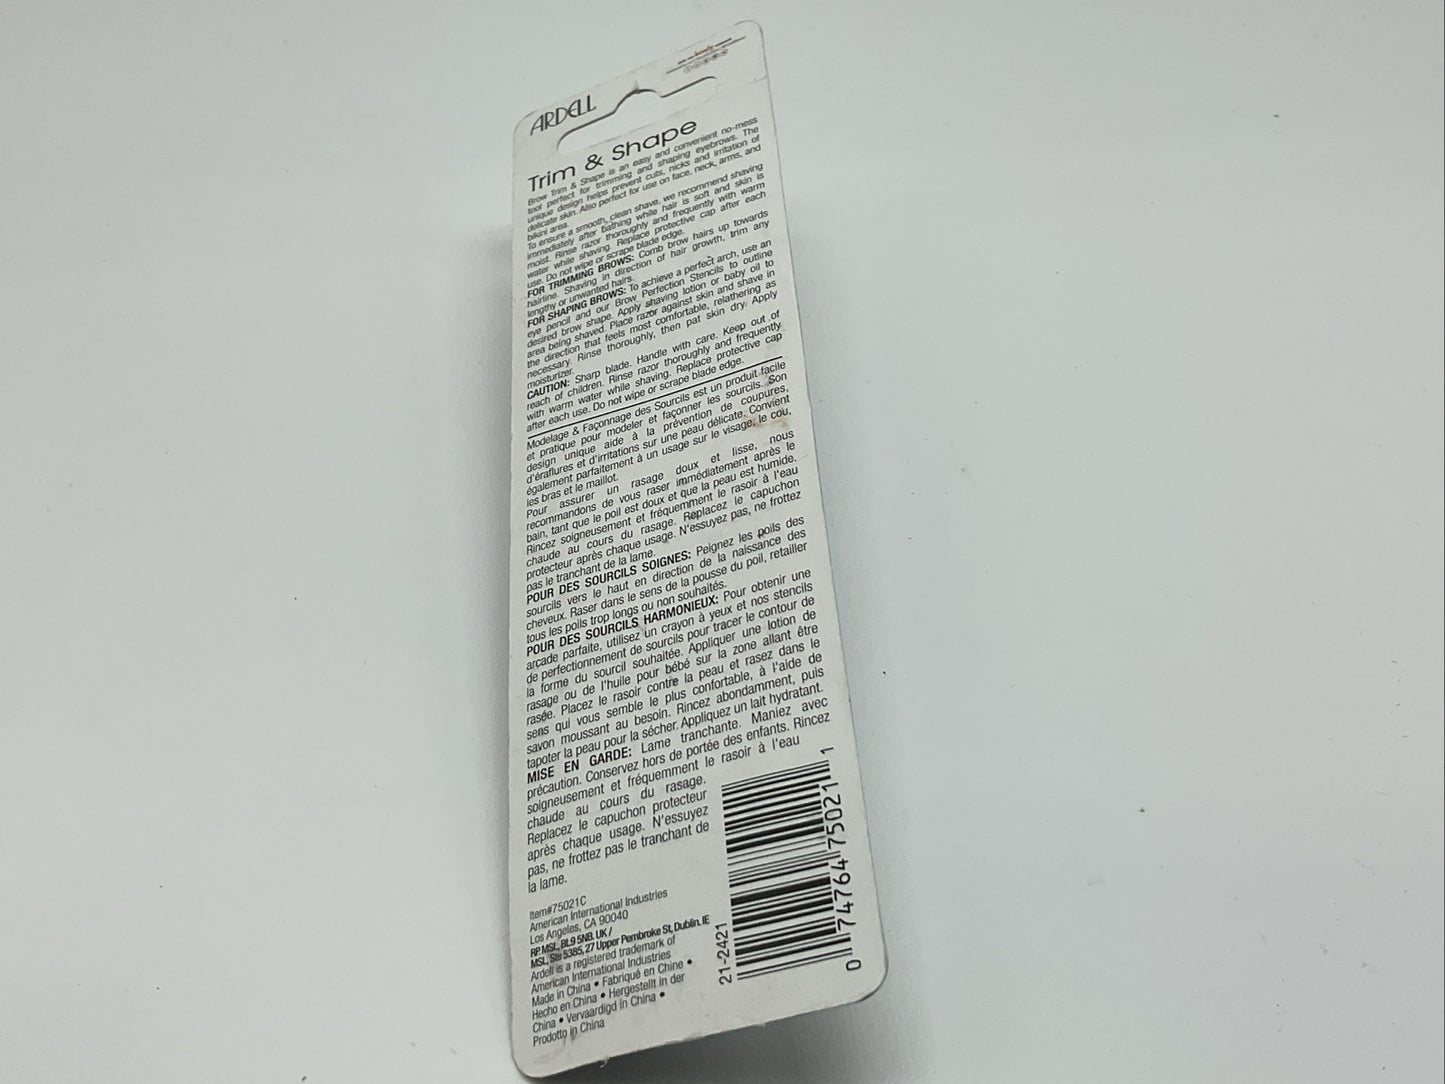 ARDELL
Trim & Shape
Brow Trim & Shape is an easy and convenient no-mess
tool perfect for trimming and shaping eyebrows. The
unique design helps prevent cuts, nicks and irritation of
delicate skin. Also perfect for use on face, neck, arms, and
bikini area.
To ensure a smooth, clean shave, we recommend shaving
immediately after bathing while hair is soft and skin is
moist. Rinse razor thoroughly and frequently with warm
water while shaving. Replace protective cap after each
use. Do not wipe or scrape blade edge.
FOR TRIMMING BROWS: Comb brow hairs up towards
hairline. Shaving in direction of hair growth, trim any
lengthy or unwanted hairs.
FOR SHAPING BROWS: To achieve a perfect arch, use an
eye pencil and our Brow Perfection Stencils to outline
desired brow shape. Apply shaving lotion or baby oil to
area being shaved. Place razor against skin and shave in
the direction that feels most comfortable, relathering as
necessary. Rinse thoroughly, then pat skin dry. Apply
moisturizer.
CAUTION: Sharp blade. Handle with care. Keep out of
reach of children. Rinse razor thoroughly and frequently
with warm water while shaving. Replace protective cap
after each use. Do not wipe or scrape blade edge.
Modelage & Façonnage des Sourcils est un produit facile
et pratique pour modeler et façonner les sourcils. Son
design unique aide à la prévention de coupures,
d'éraflures et d'irritations sur une peau délicate. Convient
également parfaitement à un usage sur le visage, le cou,
les bras et le maillot.
Pour assurer un rasage doux et lisse, nous
recommandons de vous raser immédiatement après le
bain, tant que le poil est doux et que la peau est humide.
Rincez soigneusement et fréquemment le rasoir à l'eau
chaude au cours du rasage. Replacez le capuchon
protecteur après chaque usage. N'essuyez pas, ne frottez
pas le tranchant de la lame.
POUR DES SOURCILS SOIGNES: Peignez les poils des
sourcils vers le haut en direction de la naissance des
cheveux. Raser dans le sens de la pousse du poil, retailler
tous les poils trop longs ou non souhaités.
POUR DES SOURCILS HARMONIEUX: Pour obtenir une
arcade parfaite, utilisez un crayon à yeux et nos stencils
de perfectionnement de sourcils pour tracer le contour de
la forme du sourcil souhaitée. Appliquer une lotion de
rasage ou de l'huile pour bébé sur la zone allant être
rasée. Placez le rasoir contre la peau et rasez dans le
sens qui vous semble le plus confortable, à l'aide de
savon moussant au besoin. Rincez abondamment, puis
tapoter la peau pour la sécher. Appliquez un lait hydratant.
MISE EN GARDE: Lame tranchante. Maniez avec
précaution. Conservez hors de portée des enfants. Rincez
soigneusement et fréquemment le rasoir à l'eau
chaude au cours du rasage.
Replacez le capuchon protecteur
après chaque usage. N'essuyez
pas, ne frottez pas le tranchant de
la lame.
Item#75021C
American International Industries
Los Angeles, CA 90040
RP. MSL, BL9 5NB. UK /
MSL, Ste 5385, 27 Upper Pembroke St, Dublin. IE
Ardell is a registered trademark of
American International Industries
Made in China • Fabriqué en Chine •
Hecho en China • Hergestellt in der
China • Vervaardigd in China •
Prodotto in China
21-2421
0 74764 75021 1